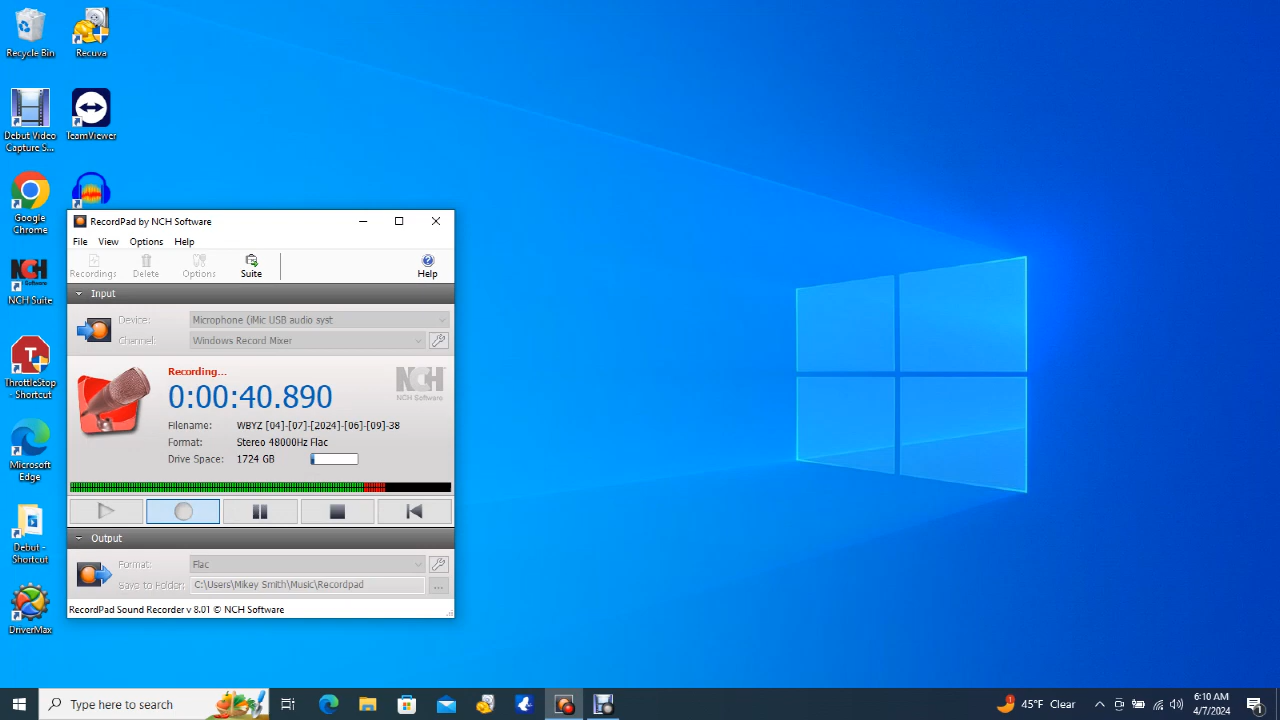 Recycle Bin
Recuva
Debut Video
Capture S...
TeamViewer
Google
Chrome
NCH
Software
NCH Suite
ThrottleStop
- Shortcut
Microsoft
Edge
Debut -
Shortcut
DriverMax
RecordPad by NCH Software
File View Options Help
Recordings Delete Options Suite Help
Input
Device: Microphone (iMic USB audio syst
Channel: Windows Record Mixer
Recording...
0:00:40.890
NCH
NCH Software
Filename: WBYZ [04]-[07]-[2024]-[06]-[09]-38
Format: Stereo 48000Hz Flac
Drive Space: 1724 GB
Output
Format: Flac
Save to Folder: C:\Users\Mikey Smith\Music\Recordpad
...
RecordPad Sound Recorder v 8.01 © NCH Software
Type here to search
1
45°F Clear
6:10 AM
4/7/2024
1